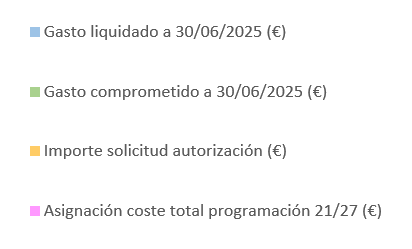 Gasto liquidado a 30/06/2025 (€)
Gasto comprometido a 30/06/2025 (€)
Importe solicitud autorización (€)
Asignación coste total programación 21/27 (€)